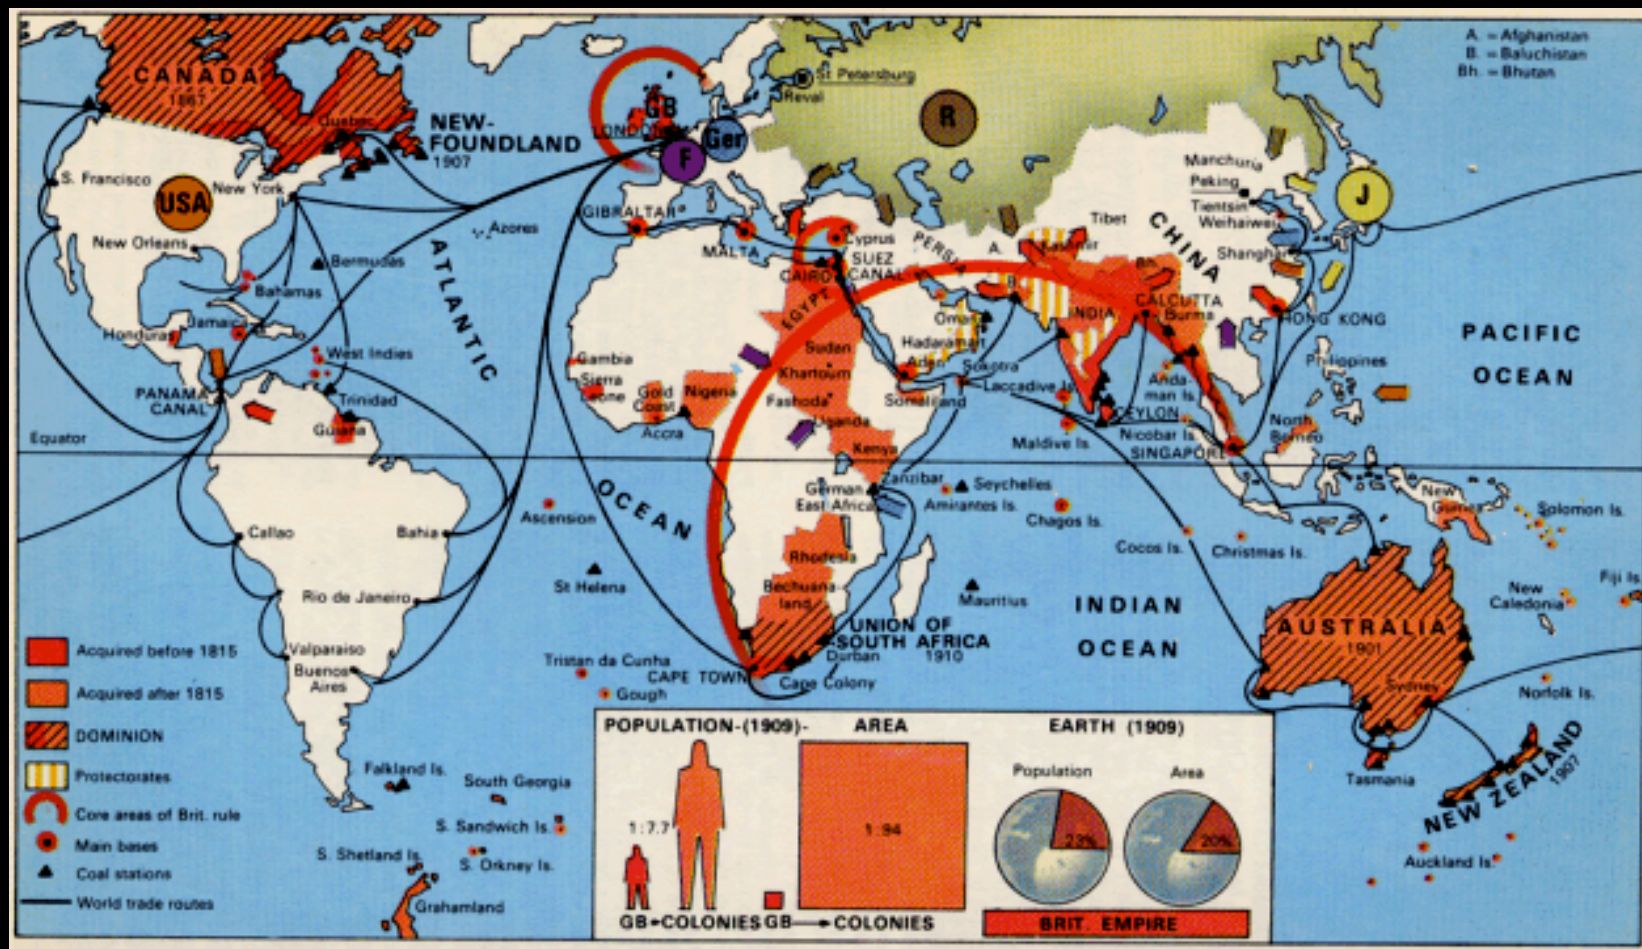 A. = Afghanistan
B. = Baluchistan
Bh. = Bhutan
CANADA
1867
Quebec
NEW-
FOUNDLAND
1907
GB
LONDON
Ger
F
St Petersburg
Reval
R
Manchuria
Peking
Tientsin
Weihaiwei
J
S. Francisco
USA
New York
New Orleans
Azores
GIBRALTAR
MALTA
Cyprus
SUEZ
CANAL
CAIRO
PERSIA
A.
Kashmir
Tibet
CHINA
Shanghai
Bermudas
ATLANTIC
OCEAN
Bahamas
Honduras
Jamaica
West Indies
PANAMA
CANAL
Trinidad
Guiana
Equator
EGYPT
Sudan
Khartoum
Fashoda
Uganda
Kenya
Gambia
Sierra
Leone
Gold
Coast
Accra
Nigeria
B.
Bh.
INDIA
CALCUTTA
Burma
HONG KONG
Oman
Hadaramart
Aden
Sokotra
Somaliland
Laccadive Is.
Anda-
man Is.
CEYLON
Maldive Is.
Nicobar Is.
SINGAPORE
North
Borneo
Philippines
PACIFIC
OCEAN
Callao
Bahia
Rio de Janeiro
Valparaiso
Buenos
Aires
Ascension
St Helena
Zanzibar
German
East Africa
Seychelles
Amirantes Is.
Chagos Is.
Cocos Is.
Christmas Is.
New
Guinea
Solomon Is.
Rhodesia
Bechuana-
land
Mauritius
INDIAN
OCEAN
New
Caledonia
Fiji Is.
UNION OF
SOUTH AFRICA
1910
Durban
Tristan da Cunha
CAPE TOWN
Cape Colony
Gough
AUSTRALIA
1901
Sydney
Norfolk Is.
Tasmania
NEW ZEALAND
1907
Auckland Is.
Falkland Is.
South Georgia
S. Sandwich Is.
S. Shetland Is.
S. Orkney Is.
Grahamland
Acquired before 1815
Acquired after 1815
DOMINION
Protectorates
Core areas of Brit. rule
Main bases
Coal stations
World trade routes
POPULATION-(1909)-
AREA
EARTH (1909)
1:7.7
1:94
Population
Area
23%
20%
GB
COLONIES
GB
COLONIES
BRIT. EMPIRE